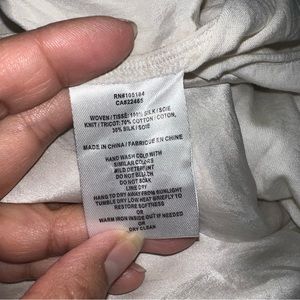 RN#105184
CA#22465
WOVEN / TISSÉ: 100% SILK / SOIE
KNIT / TRICOT: 70% COTTON / COTON,
30% SILK / SOIE
MADE IN CHINA / FABRIQUE EN CHINE
HAND WASH COLD WITH
SIMILAR COLORS
MILD DETERGENT
DO NOT BLEACH
DO NOT SOAK
LINE DRY
HANG TO DRY AWAY FROM SUNLIGHT
TUMBLE DRY LOW HEAT BRIEFLY TO
RESTORE SOFTNESS
OR
WARM IRON INSIDE OUT IF NEEDED
OR
DRY CLEAN